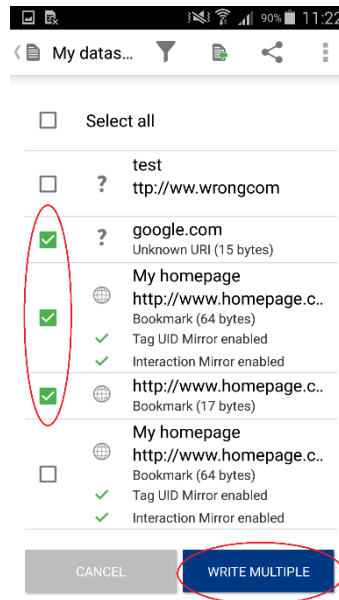 90% 11:22
My datas...
Select all
test
ttp://ww.wrongcom
google.com
Unknown URI (15 bytes)
My homepage
http://www.homepage.c..
Bookmark (64 bytes)
Tag UID Mirror enabled
Interaction Mirror enabled
http://www.homepage.c..
Bookmark (17 bytes)
My homepage
http://www.homepage.c..
Bookmark (64 bytes)
Tag UID Mirror enabled
Interaction Mirror enabled
CANCEL WRITE MULTIPLE